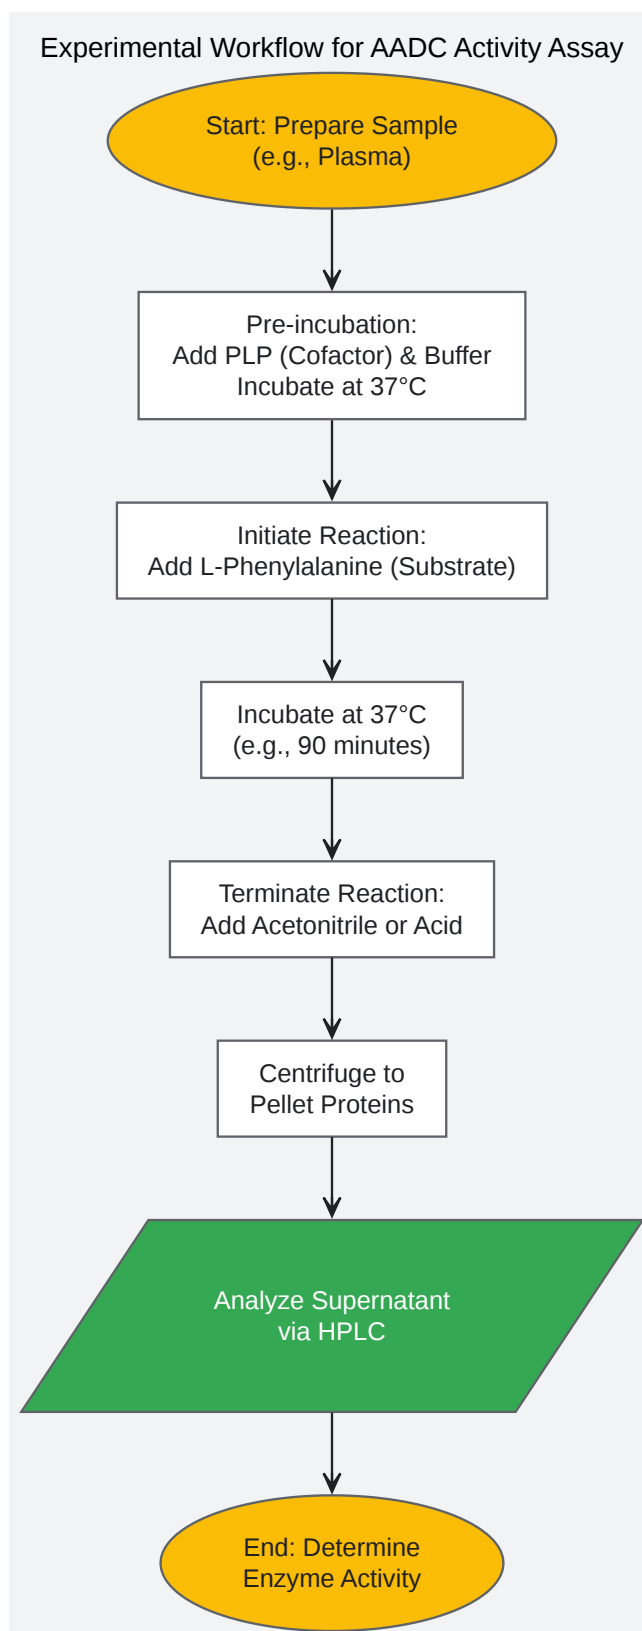 Experimental Workflow for AADC Activity Assay
Start: Prepare Sample
(e.g., Plasma)
Pre-incubation:
Add PLP (Cofactor) & Buffer
Incubate at 37°C
Initiate Reaction:
Add L-Phenylalanine (Substrate)
Incubate at 37°C
(e.g., 90 minutes)
Terminate Reaction:
Add Acetonitrile or Acid
Centrifuge to
Pellet Proteins
Analyze Supernatant
via HPLC
End: Determine
Enzyme Activity